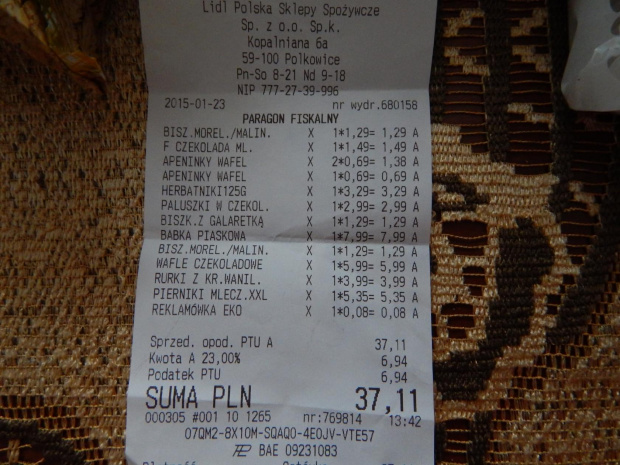 Lidl Polska Sklepy Spożywcze
Sp. z o.o. Sp.k.
Kopalniana 6a
59-100 Polkowice
Pn-So 8-21 Nd 9-18
NIP 777-27-39-996
2015-01-23 nr wydr.680158
PARAGON FISKALNY
BISZ.MOREL./MALIN. X 1*1,29= 1,29 A
F CZEKOLADA ML. X 1*1,49= 1,49 A
APENINKY WAFEL X 2*0,69= 1,38 A
APENINKY WAFEL X 1*0,69= 0,69 A
HERBATNIKI125G X 1*3,29= 3,29 A
PALUSZKI W CZEKOL. X 1*2,99= 2,99 A
BISZK.Z GALARETKĄ X 1*1,29= 1,29 A
BABKA PIASKOWA X 1*7,99= 7,99 A
BISZ.MOREL./MALIN. X 1*1,29= 1,29 A
WAFLE CZEKOLADOWE X 1*5,99= 5,99 A
RURKI Z KR.WANIL. X 1*3,99= 3,99 A
PIERNIKI MLECZ.XXL X 1*5,35= 5,35 A
REKLAMÓWKA EKO X 1*0,08= 0,08 A
Sprzed. opod. PTU A 37,11
Kwota A 23,00% 6,94
Podatek PTU 6,94
SUMA PLN 37,11
000305 #001 10 1265 nr:769814 13:42
07QM2-8X10M-SQAQ0-4E0JV-VTE57
BAE 09231083